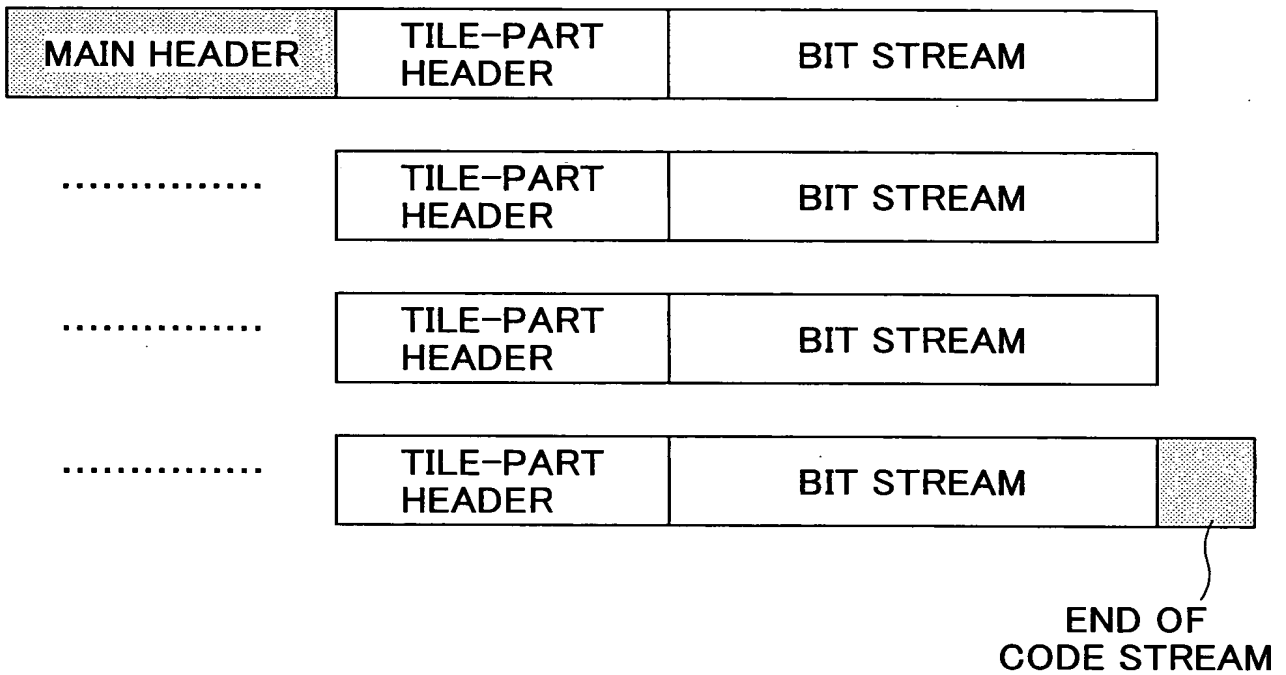 MAIN HEADER
TILE-PART
HEADER
BIT STREAM
...............
TILE-PART
HEADER
BIT STREAM
...............
TILE-PART
HEADER
BIT STREAM
...............
TILE-PART
HEADER
BIT STREAM
END OF
CODE STREAM